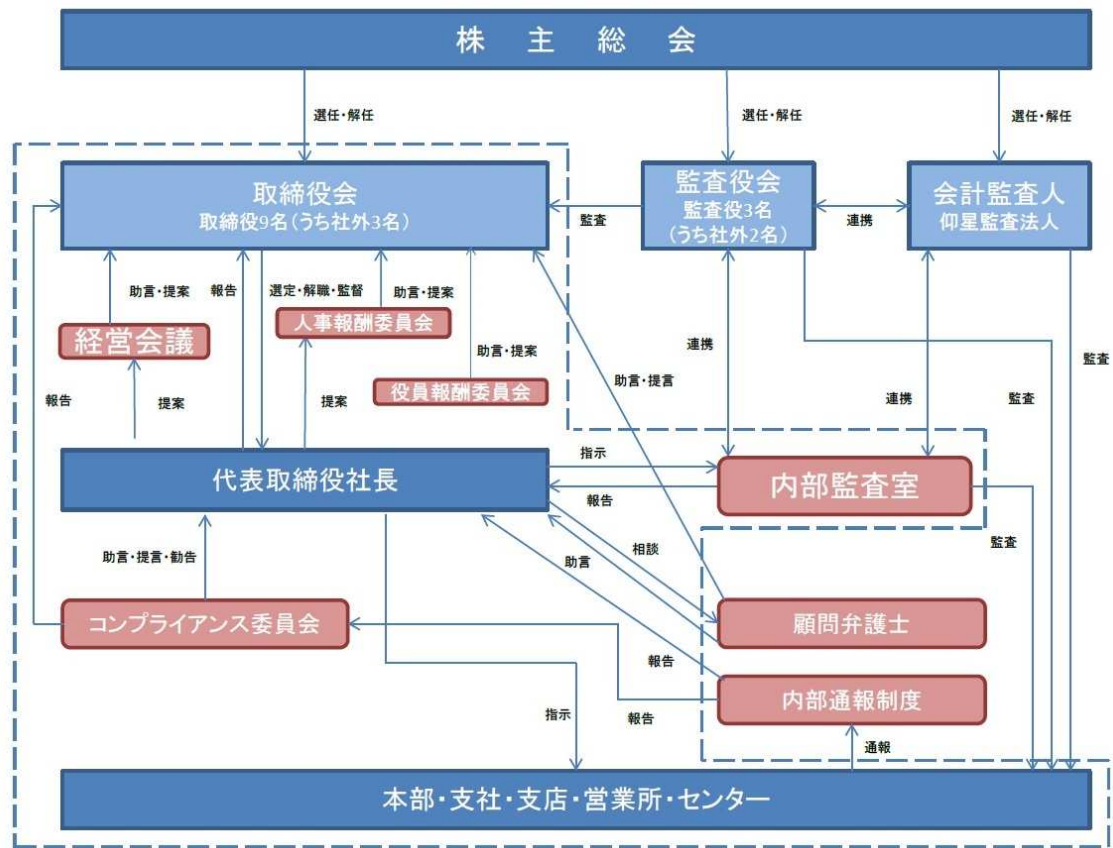 株主総会
選任・解任
選任・解任
選任・解任
取締役会
取締役9名(うち社外3名)
監査
監査役会
監査役3名
(うち社外2名)
連携
会計監査人
仰星監査法人
助言・提案
報告
選定・解職・監督
助言・提案
経営会議
人事報酬委員会
助言・提案
役員報酬委員会
連携
助言・提言
連携
監査
監査
報告
提案
提案
代表取締役社長
指示
報告
内部監査室
監査
助言・提言・勧告
助言
相談
コンプライアンス委員会
顧問弁護士
報告
内部通報制度
指示
報告
通報
本部・支社・支店・営業所・センター